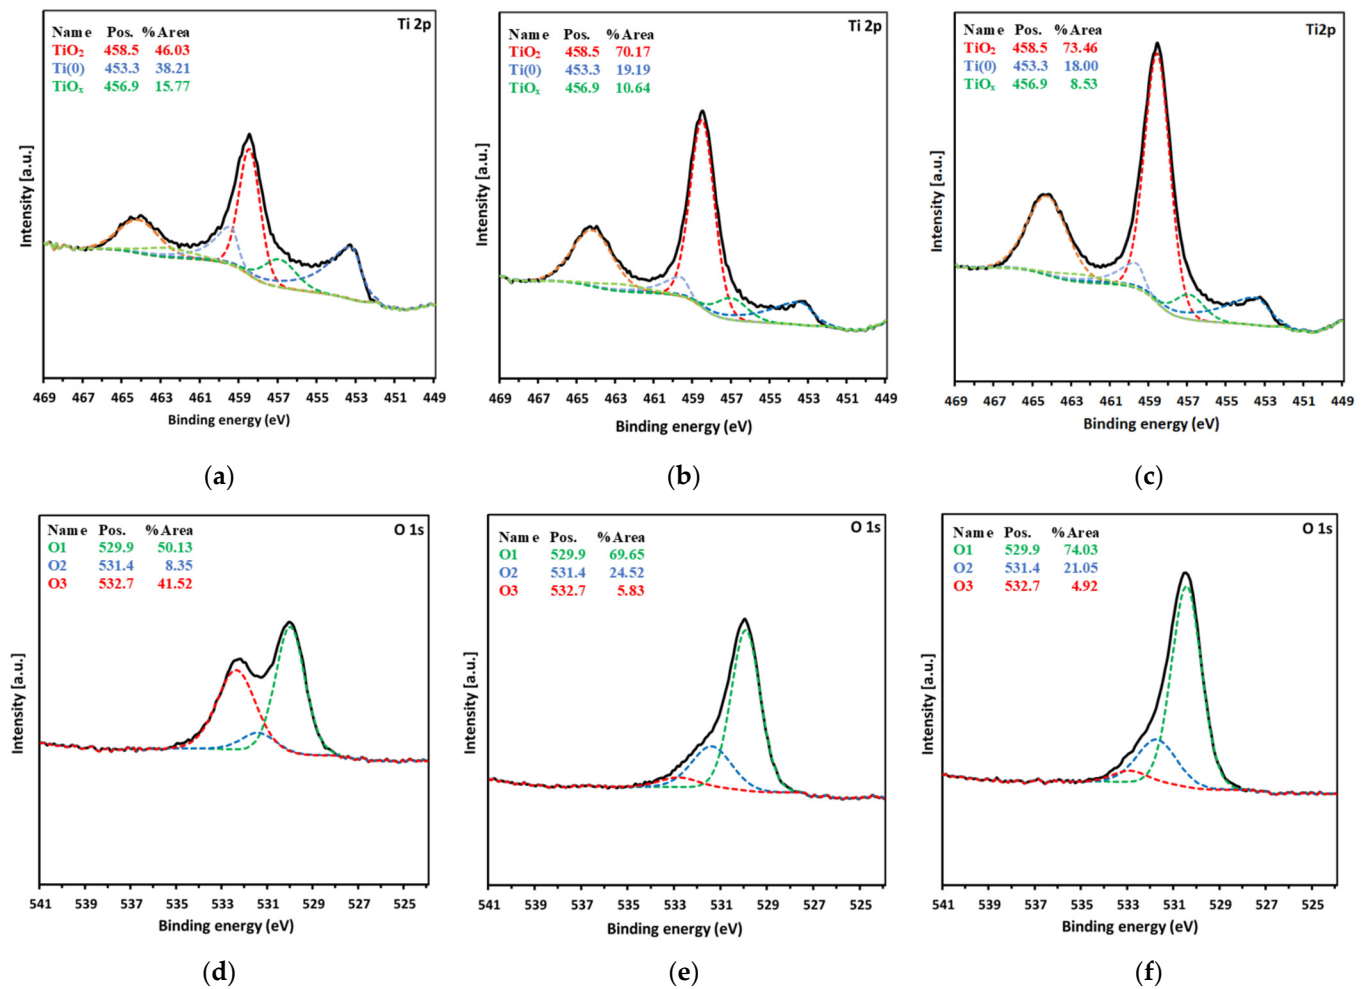 Ti 2p
Name Pos. %Area
TiO₂ 458.5 46.03
Ti(0) 453.3 38.21
TiOₓ 456.9 15.77
Intensity [a.u.]
469 467 465 463 461 459 457 455 453 451 449
Binding energy (eV)
(a)
Ti 2p
Name Pos. %Area
TiO₂ 458.5 70.17
Ti(0) 453.3 19.19
TiOₓ 456.9 10.64
Intensity [a.u.]
469 467 465 463 461 459 457 455 453 451 449
Binding energy (eV)
(b)
Ti2p
Name Pos. %Area
TiO₂ 458.5 73.46
Ti(0) 453.3 18.00
TiOₓ 456.9 8.53
Intensity [a.u.]
469 467 465 463 461 459 457 455 453 451 449
Binding energy (eV)
(c)
O 1s
Name Pos. %Area
O1 529.9 50.13
O2 531.4 8.35
O3 532.7 41.52
Intensity [a.u.]
541 539 537 535 533 531 529 527 525
Binding energy (eV)
(d)
O 1s
Name Pos. %Area
O1 529.9 69.65
O2 531.4 24.52
O3 532.7 5.83
Intensity [a.u.]
541 539 537 535 533 531 529 527 525
Binding energy (eV)
(e)
O 1s
Name Pos. %Area
O1 529.9 74.03
O2 531.4 21.05
O3 532.7 4.92
Intensity [a.u.]
541 539 537 535 533 531 529 527 525
Binding energy (eV)
(f)